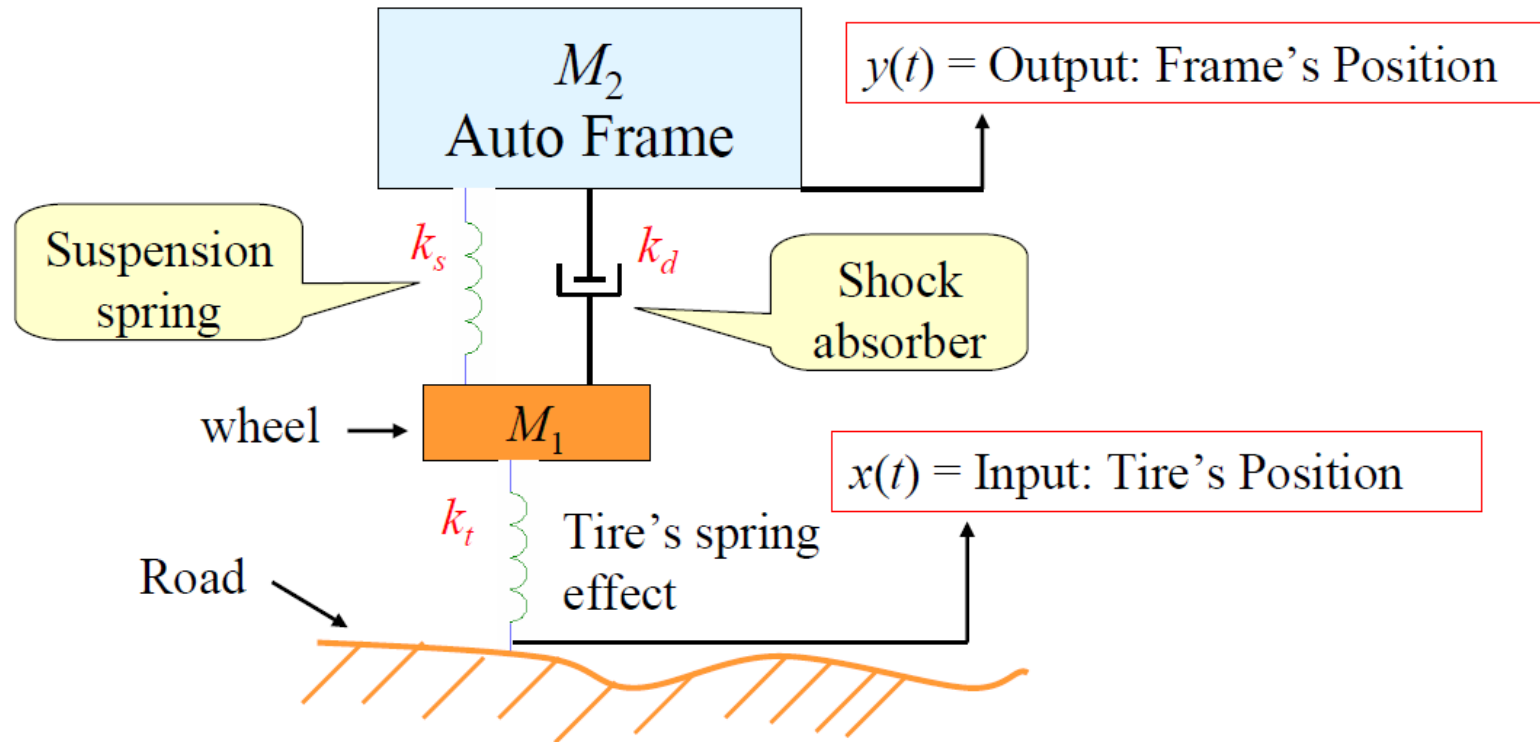 M₂
Auto Frame
y(t) = Output: Frame's Position
Suspension
spring
kₛ
k_d
Shock
absorber
wheel
M₁
x(t) = Input: Tire's Position
kₜ
Tire's spring
effect
Road